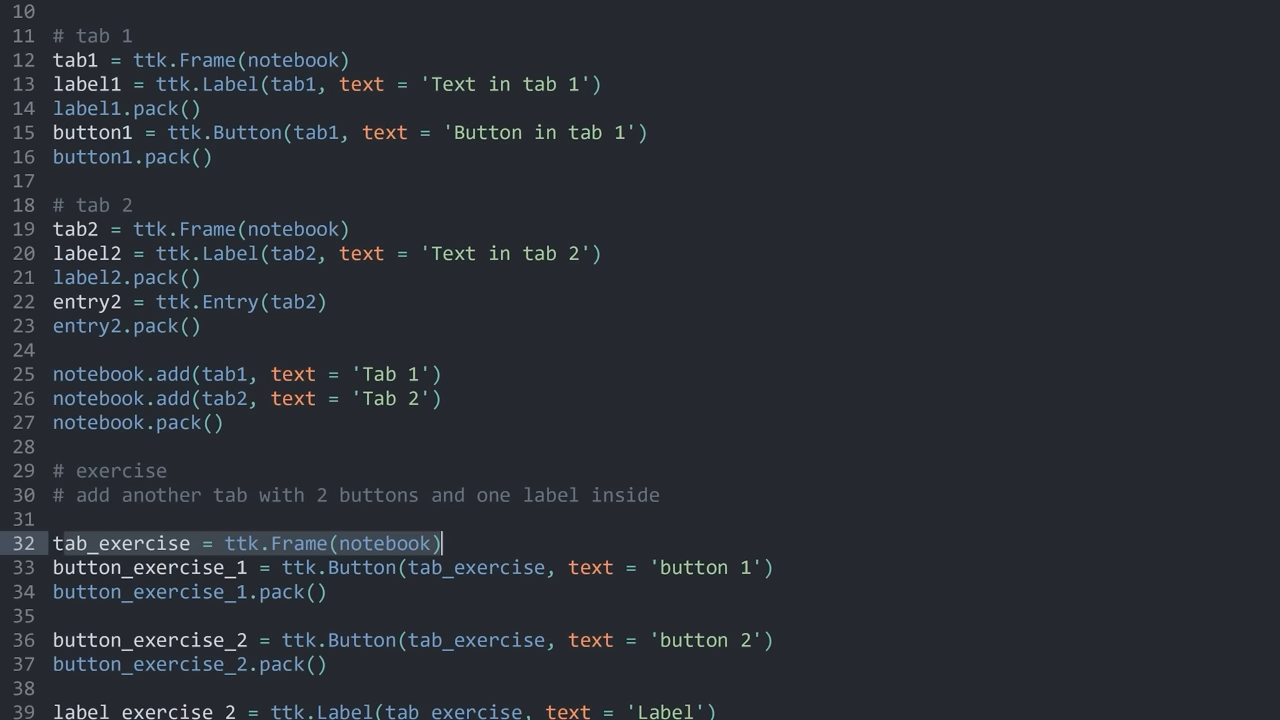 10
11 # tab 1
12 tab1 = ttk.Frame(notebook)
13 label1 = ttk.Label(tab1, text = 'Text in tab 1')
14 label1.pack()
15 button1 = ttk.Button(tab1, text = 'Button in tab 1')
16 button1.pack()
17
18 # tab 2
19 tab2 = ttk.Frame(notebook)
20 label2 = ttk.Label(tab2, text = 'Text in tab 2')
21 label2.pack()
22 entry2 = ttk.Entry(tab2)
23 entry2.pack()
24
25 notebook.add(tab1, text = 'Tab 1')
26 notebook.add(tab2, text = 'Tab 2')
27 notebook.pack()
28
29 # exercise
30 # add another tab with 2 buttons and one label inside
31
32 tab_exercise = ttk.Frame(notebook)
33 button_exercise_1 = ttk.Button(tab_exercise, text = 'button 1')
34 button_exercise_1.pack()
35
36 button_exercise_2 = ttk.Button(tab_exercise, text = 'button 2')
37 button_exercise_2.pack()
38
39 label_exercise_2 = ttk.Label(tab_exercise, text = 'Label')